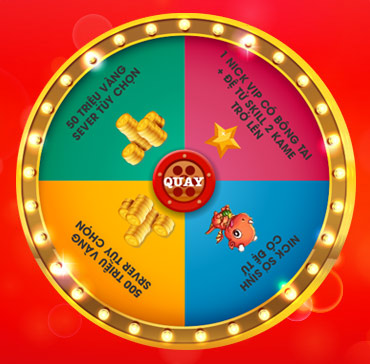 50 TRIỆU VÀNG
SEVER TÙY CHỌN
1 NICK VIP CÓ BÔNG TAI
+ ĐỆ TỬ SKILL 2 KAME
TRỞ LÊN
QUAY
500 TRIỆU VÀNG
SRVER TÙY CHỌN
NICK SƠ SINH
CÓ ĐỆ TỬ